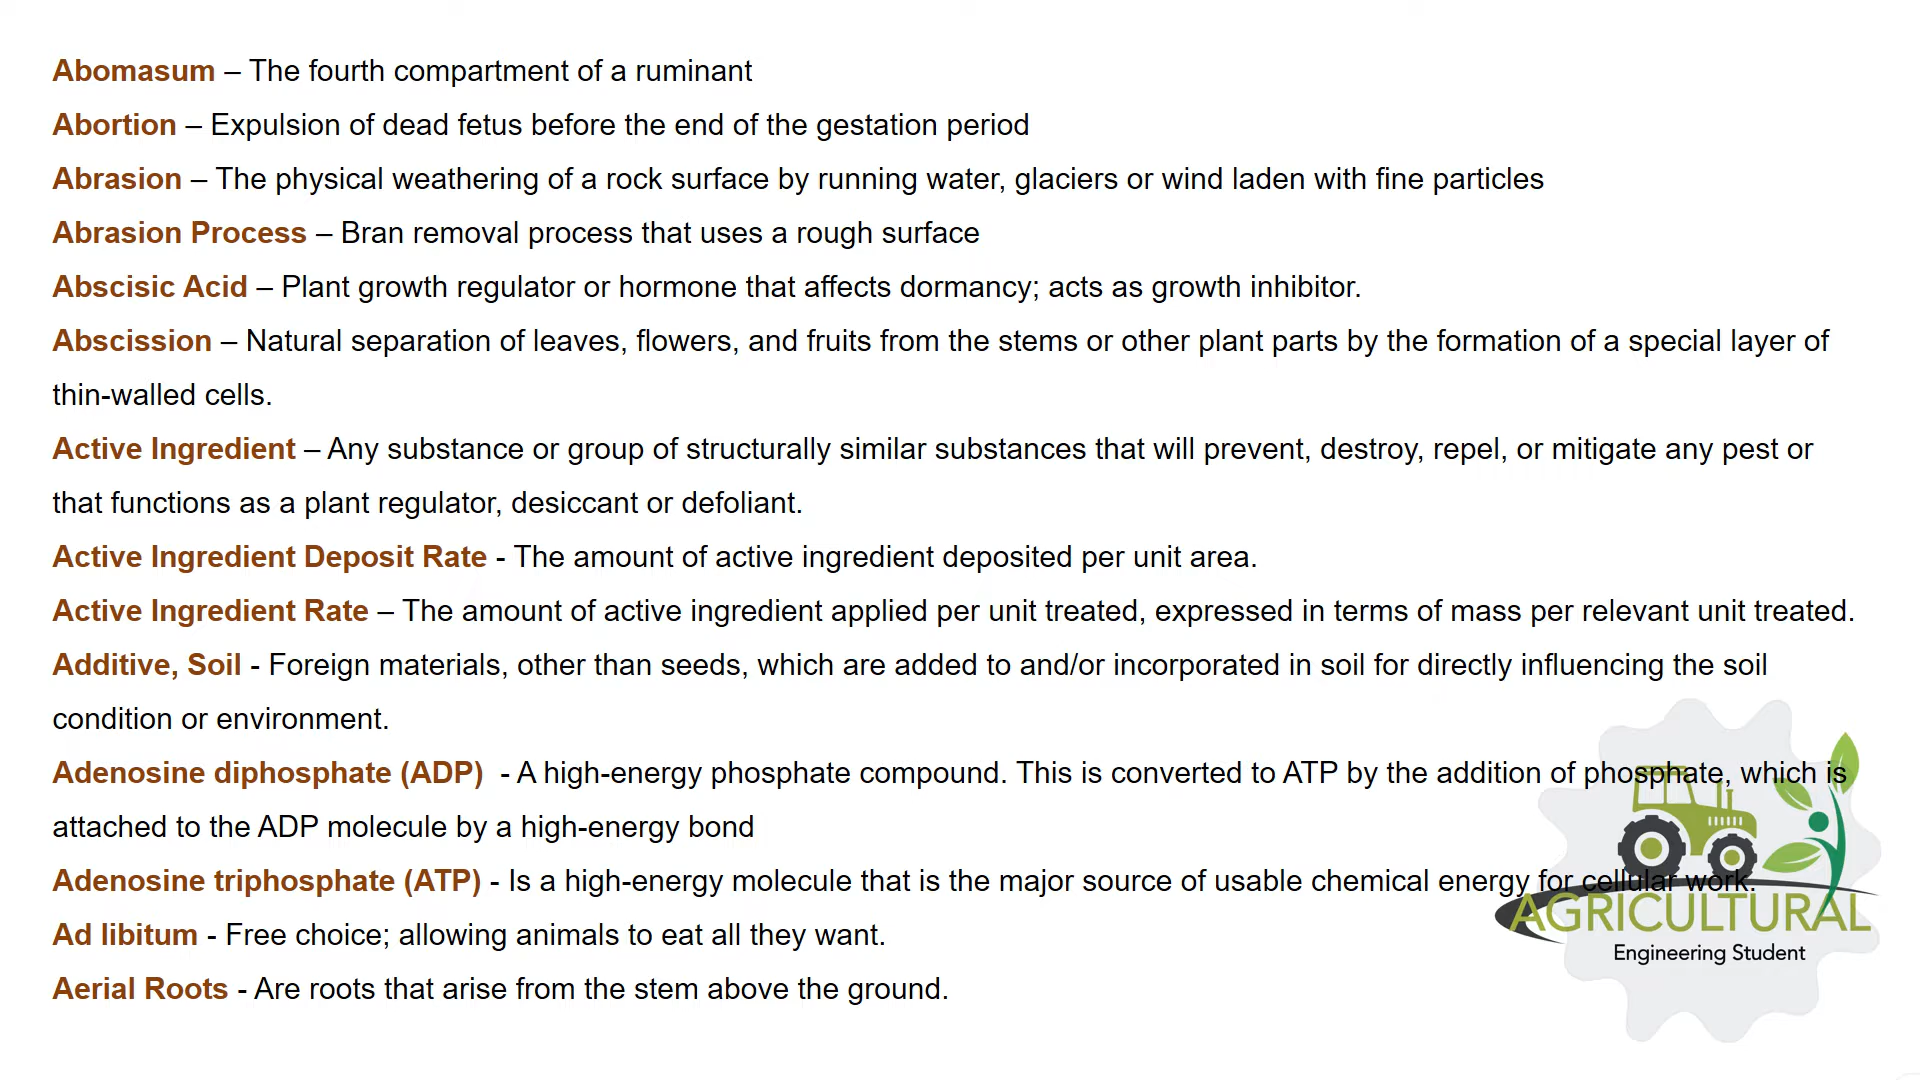 Abomasum – The fourth compartment of a ruminant
Abortion – Expulsion of dead fetus before the end of the gestation period
Abrasion – The physical weathering of a rock surface by running water, glaciers or wind laden with fine particles
Abrasion Process – Bran removal process that uses a rough surface
Abscisic Acid – Plant growth regulator or hormone that affects dormancy; acts as growth inhibitor.
Abscission – Natural separation of leaves, flowers, and fruits from the stems or other plant parts by the formation of a special layer of
thin-walled cells.
Active Ingredient – Any substance or group of structurally similar substances that will prevent, destroy, repel, or mitigate any pest or
that functions as a plant regulator, desiccant or defoliant.
Active Ingredient Deposit Rate - The amount of active ingredient deposited per unit area.
Active Ingredient Rate – The amount of active ingredient applied per unit treated, expressed in terms of mass per relevant unit treated.
Additive, Soil - Foreign materials, other than seeds, which are added to and/or incorporated in soil for directly influencing the soil
condition or environment.
Adenosine diphosphate (ADP)  - A high-energy phosphate compound. This is converted to ATP by the addition of phosphate, which is
attached to the ADP molecule by a high-energy bond
Adenosine triphosphate (ATP) - Is a high-energy molecule that is the major source of usable chemical energy for cellular work.
Ad libitum - Free choice; allowing animals to eat all they want.
Aerial Roots - Are roots that arise from the stem above the ground.
AGRICULTURAL
Engineering Student